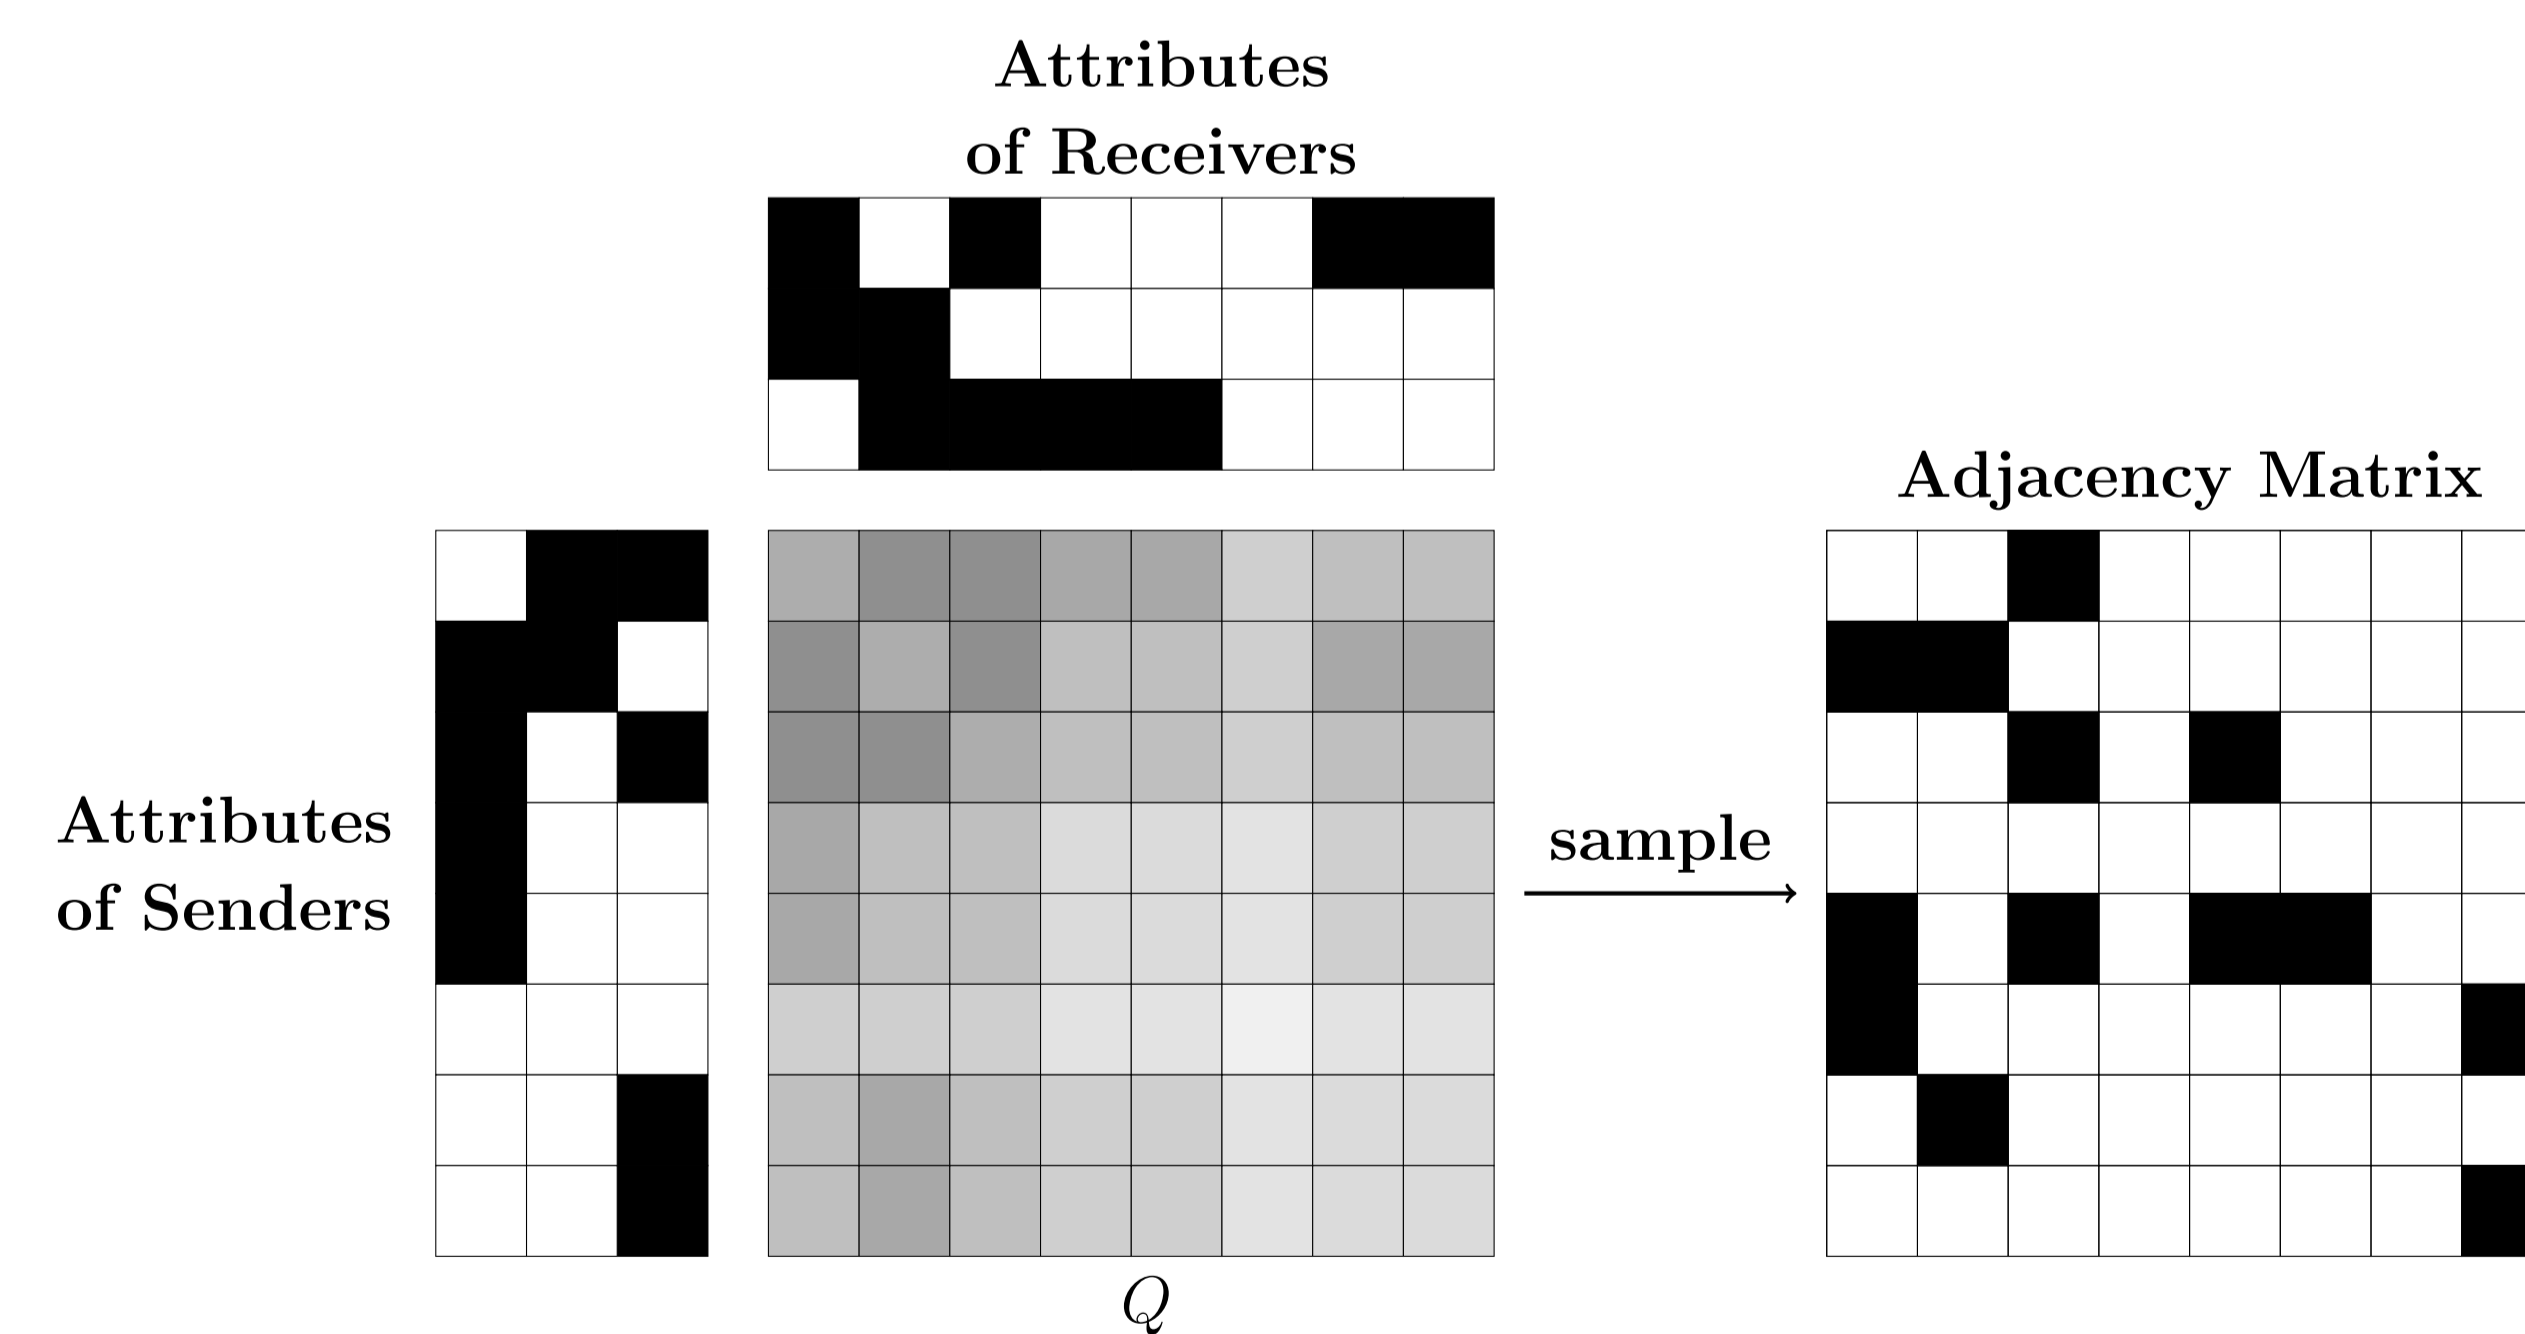 Attributes
of Receivers
Adjacency Matrix
Attributes
of Senders
sample
Q